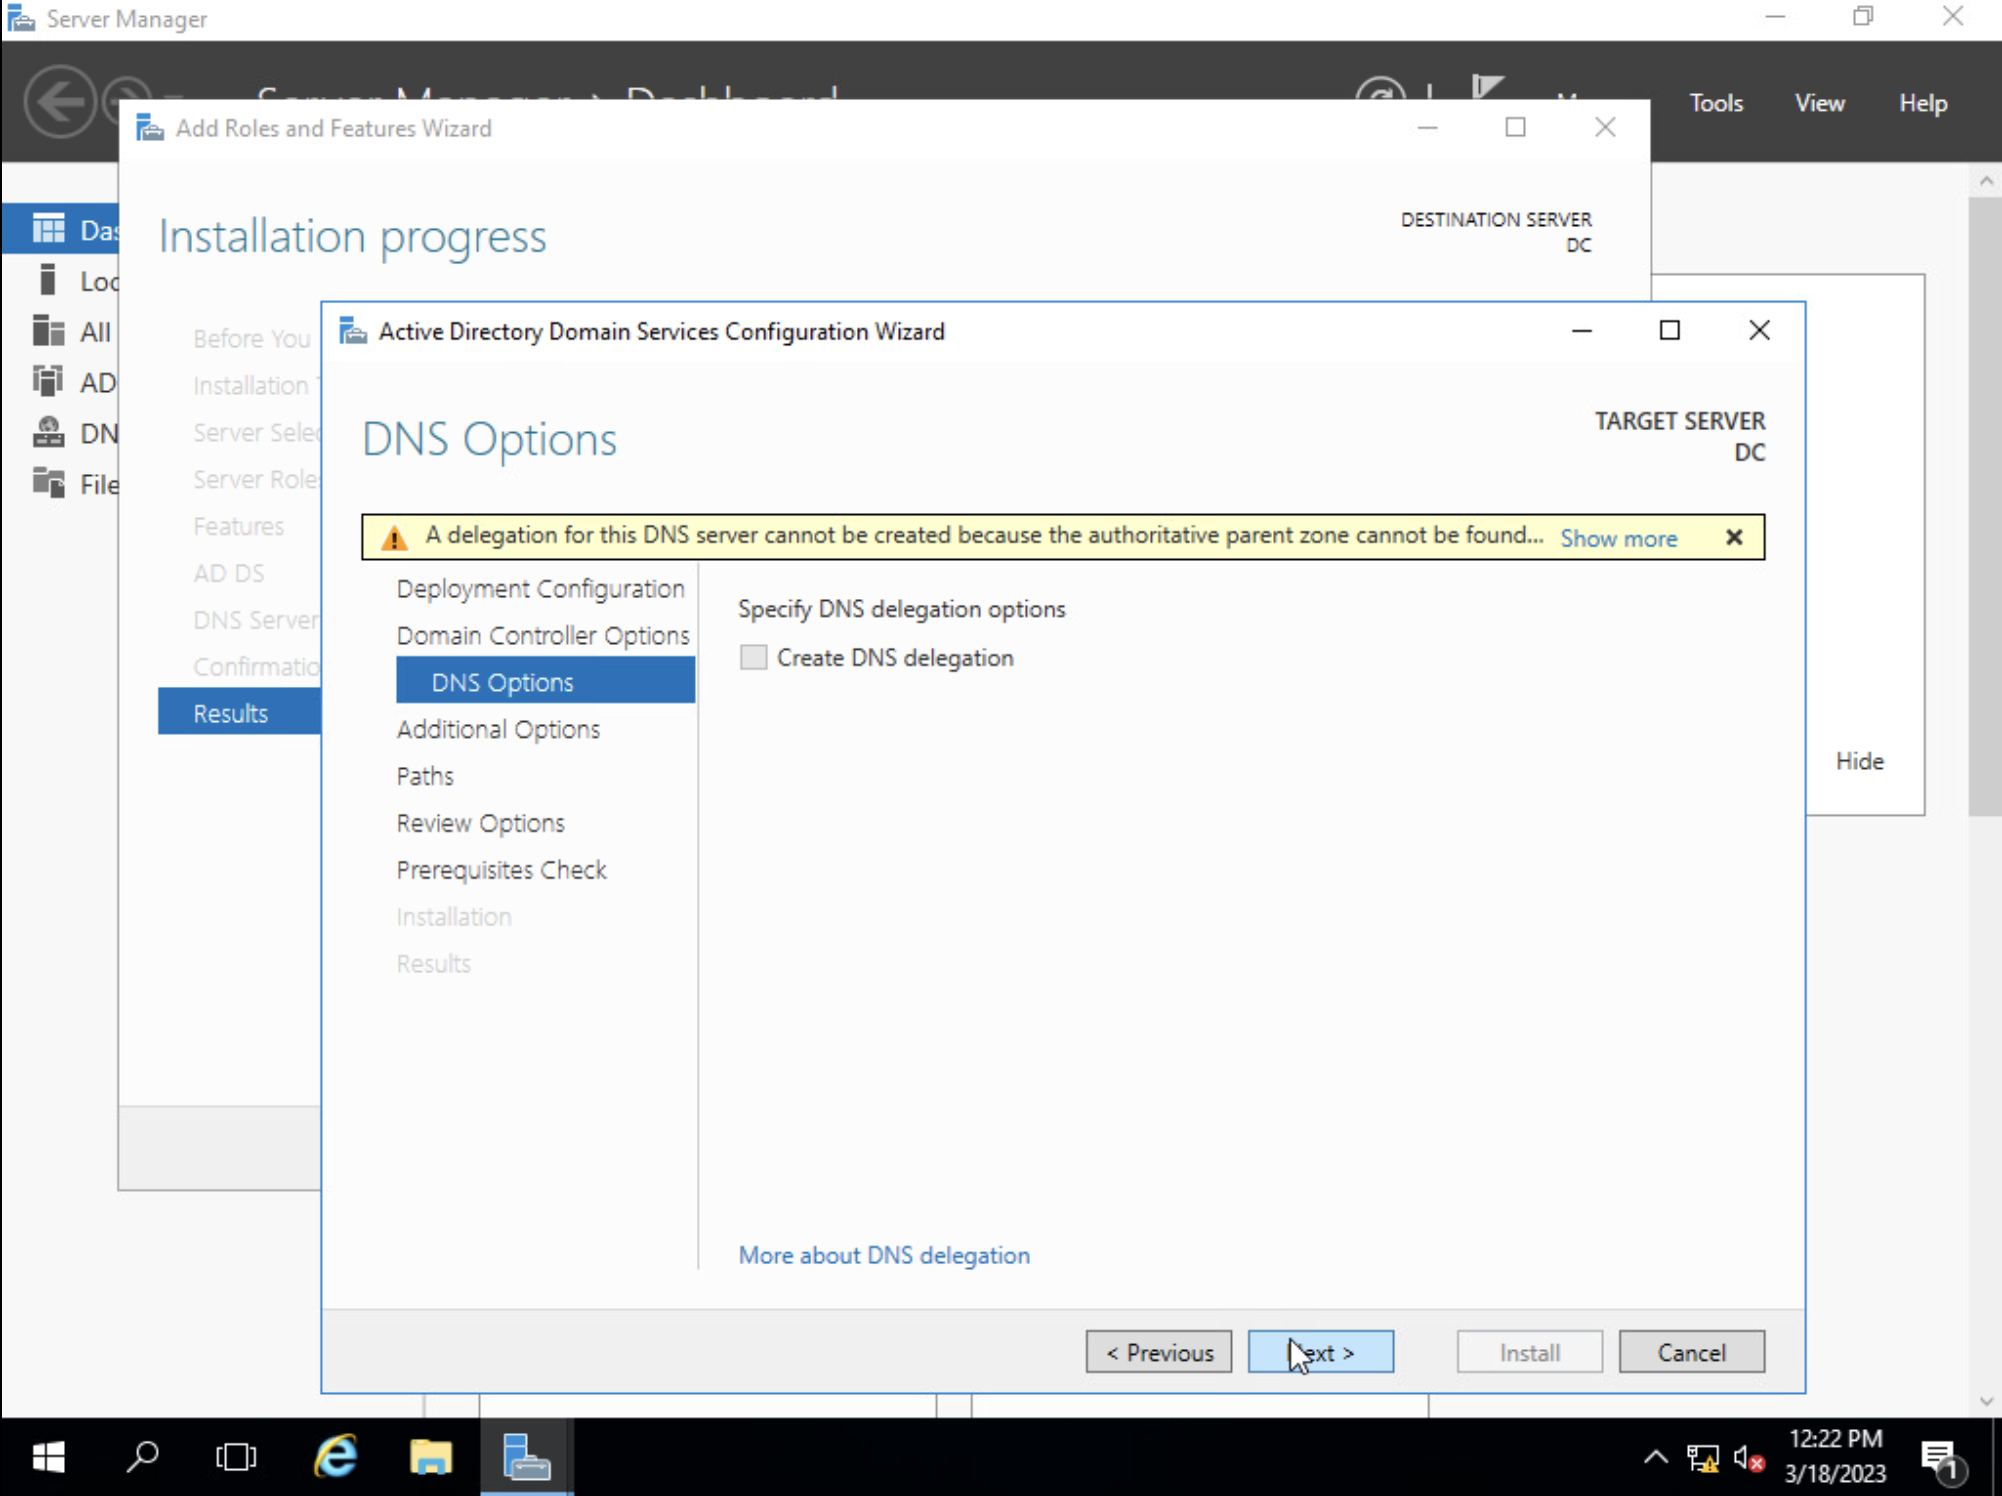 Server Manager
Server Manager › Dashboard
Tools
View
Help
Add Roles and Features Wizard
Installation progress
DESTINATION SERVER
DC
Das
Loc
All
AD
DN
File
Before You
Installation
Server Selec
Server Roles
Features
AD DS
DNS Server
Confirmatio
Results
Active Directory Domain Services Configuration Wizard
DNS Options
TARGET SERVER
DC
A delegation for this DNS server cannot be created because the authoritative parent zone cannot be found...
Show more
Deployment Configuration
Domain Controller Options
DNS Options
Additional Options
Paths
Review Options
Prerequisites Check
Installation
Results
Specify DNS delegation options
Create DNS delegation
More about DNS delegation
Hide
< Previous
Next >
Install
Cancel
12:22 PM
3/18/2023
1